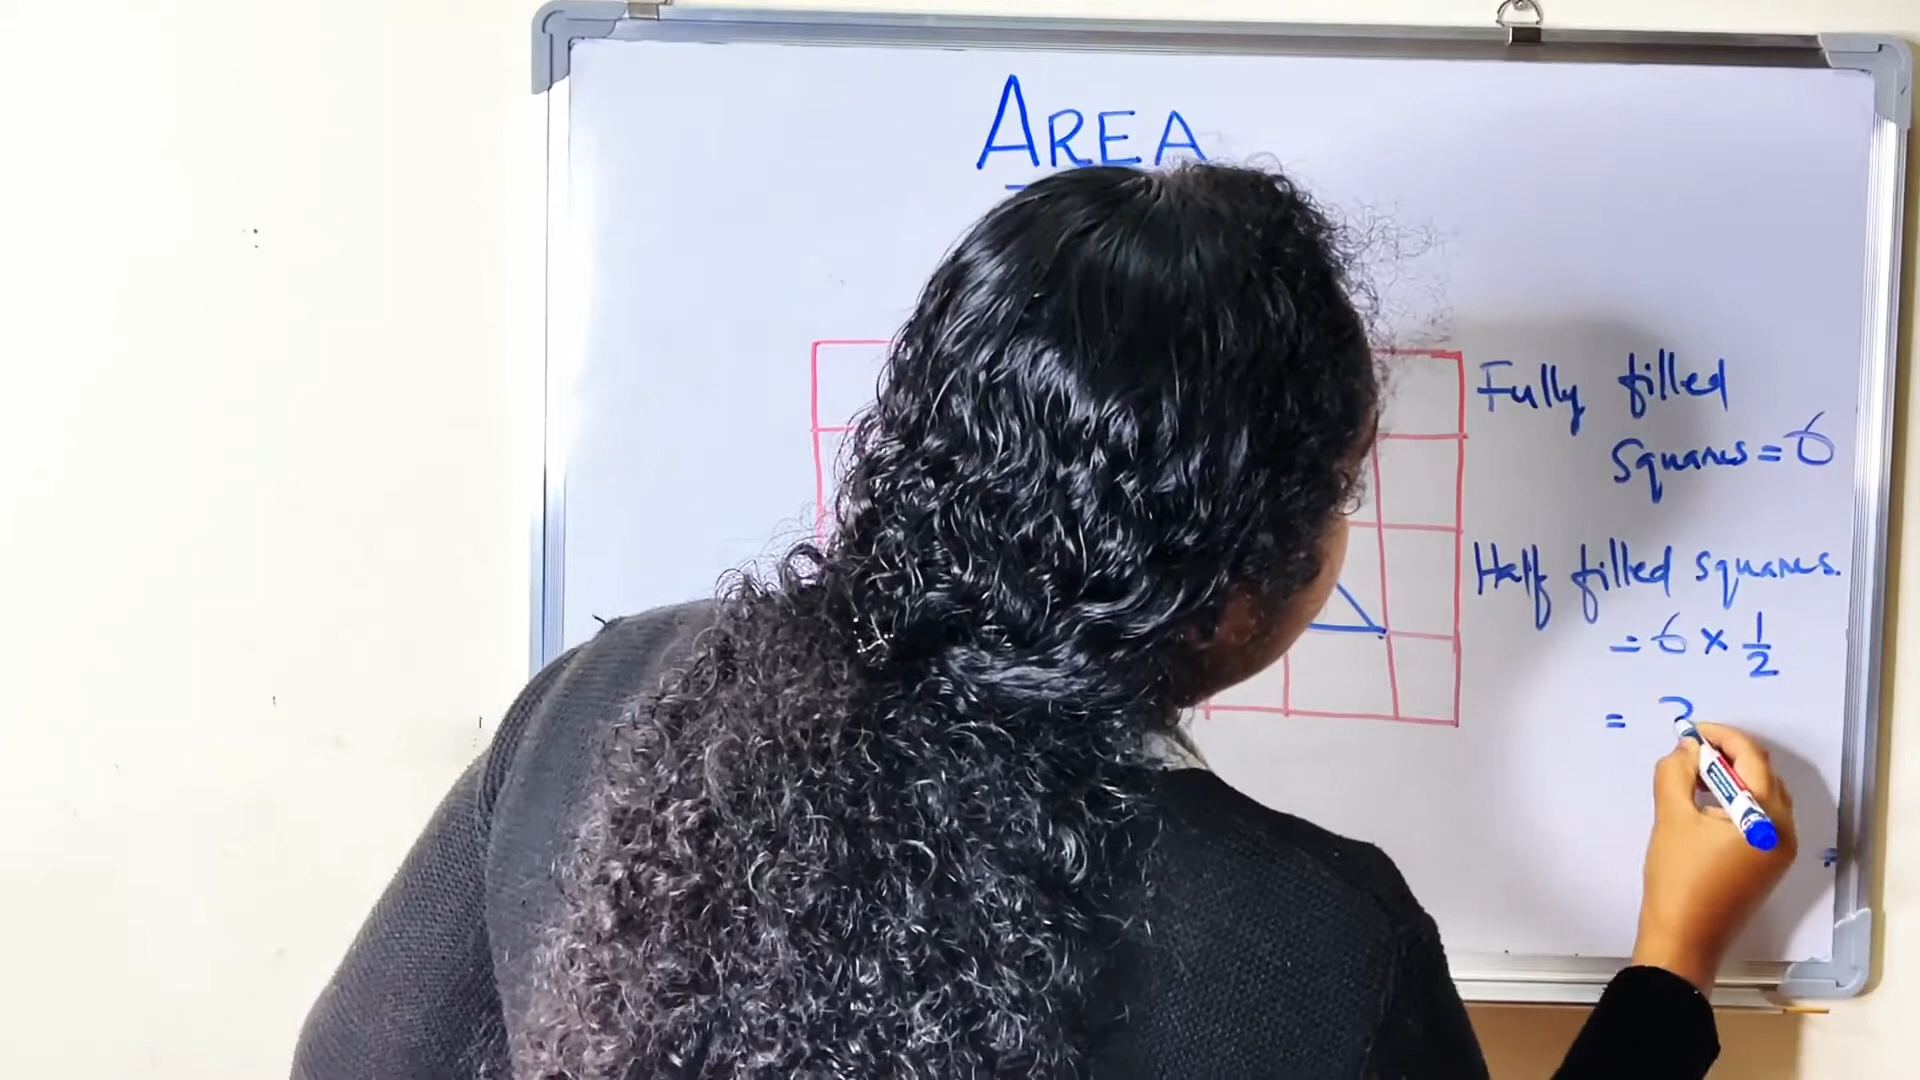 AREA
Fully filled
squares = 6
Half filled squares.
= 6 × 1/2
= 3